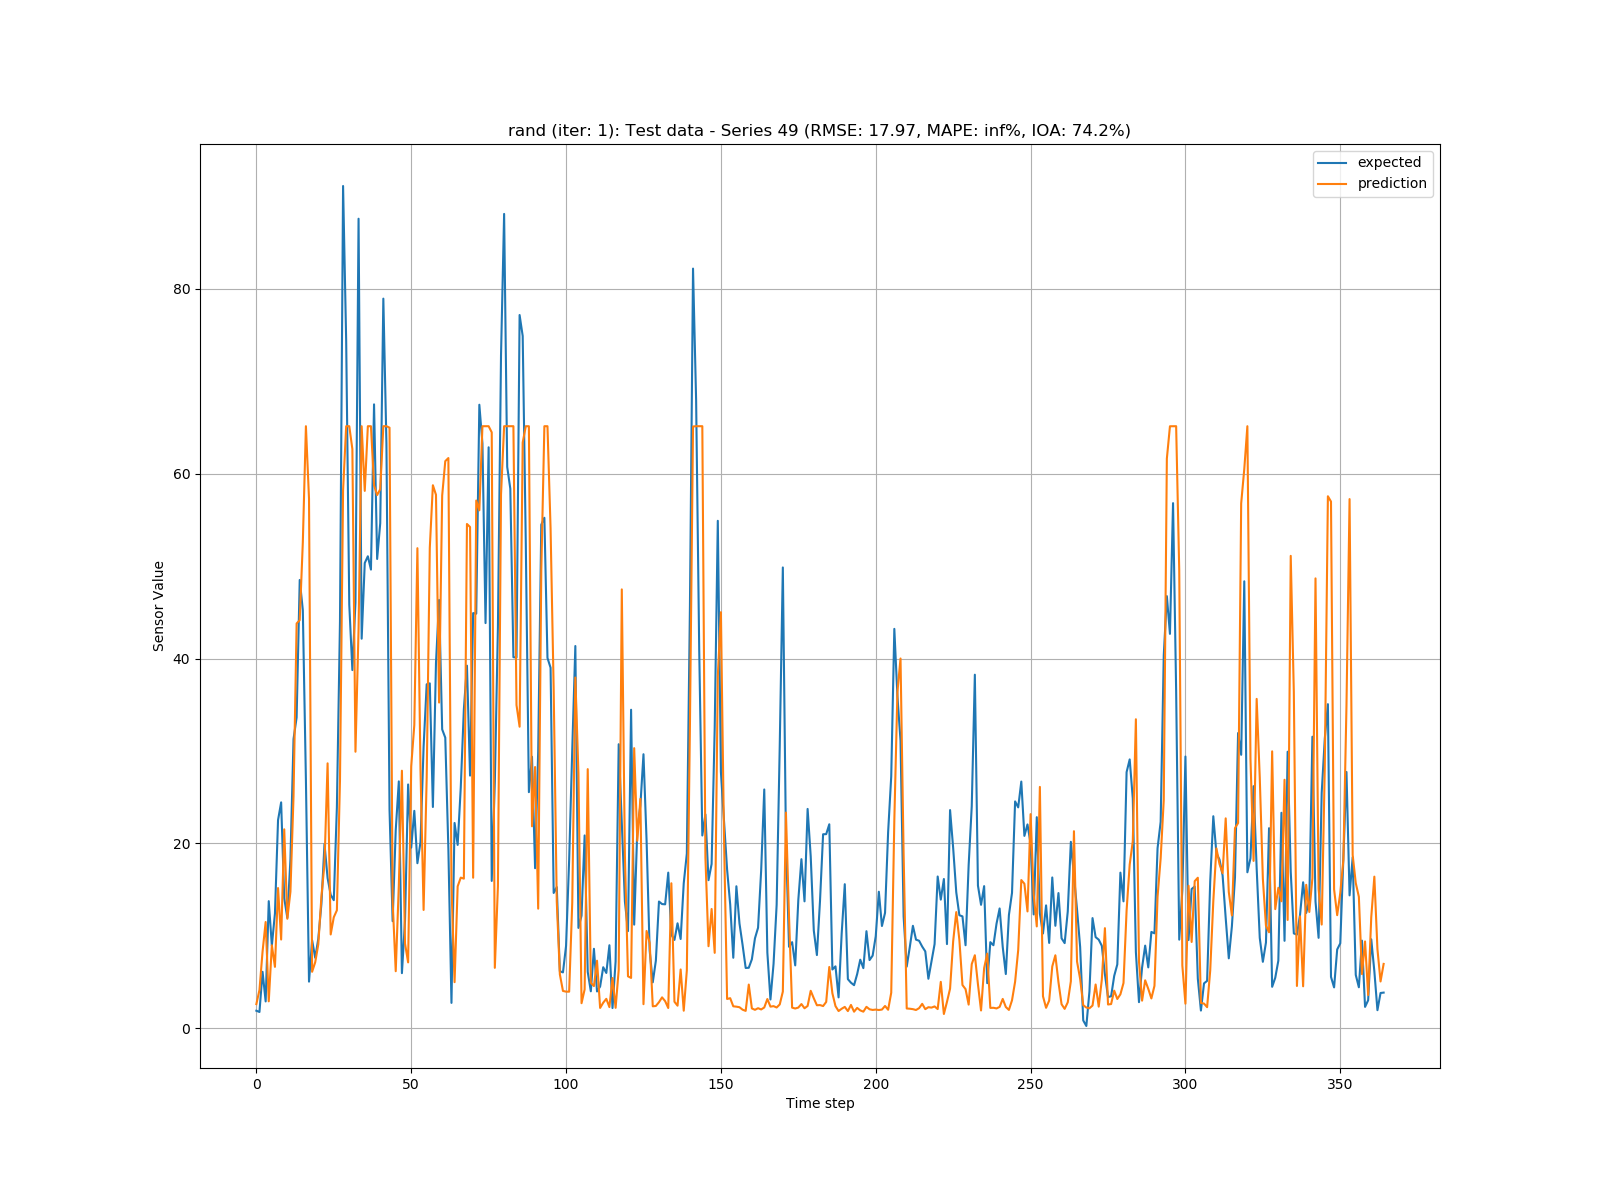 rand (iter: 1): Test data - Series 49 (RMSE: 17.97, MAPE: inf%, IOA: 74.2%)
expected
prediction
80
60
40
20
0
Sensor Value
0 50 100 150 200 250 300 350
Time step